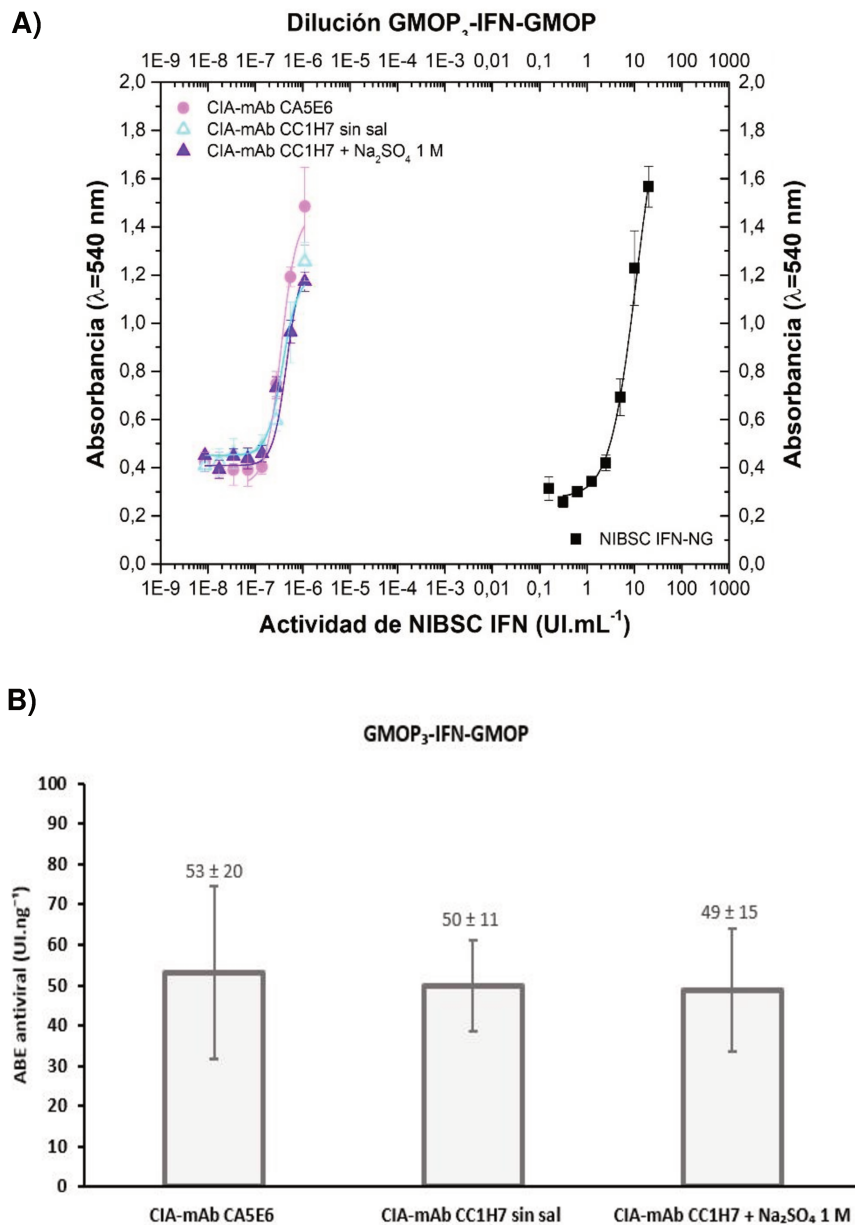 A)
Dilución GMOP₃-IFN-GMOP
1E-9 1E-8 1E-7 1E-6 1E-5 1E-4 1E-3 0,01 0,1 1 10 100 1000
2,0
1,8
1,6
1,4
1,2
1,0
0,8
0,6
0,4
0,2
0,0
Absorbancia (λ=540 nm)
CIA-mAb CA5E6
CIA-mAb CC1H7 sin sal
CIA-mAb CC1H7 + Na₂SO₄ 1 M
NIBSC IFN-NG
2,0
1,8
1,6
1,4
1,2
1,0
0,8
0,6
0,4
0,2
0,0
Absorbancia (λ=540 nm)
1E-9 1E-8 1E-7 1E-6 1E-5 1E-4 1E-3 0,01 0,1 1 10 100 1000
Actividad de NIBSC IFN (UI.mL⁻¹)
B)
GMOP₃-IFN-GMOP
100
90
80
70
60
50
40
30
20
10
0
ABE antiviral (UI.ng⁻¹)
53 ± 20
50 ± 11
49 ± 15
CIA-mAb CA5E6
CIA-mAb CC1H7 sin sal
CIA-mAb CC1H7 + Na₂SO₄ 1 M